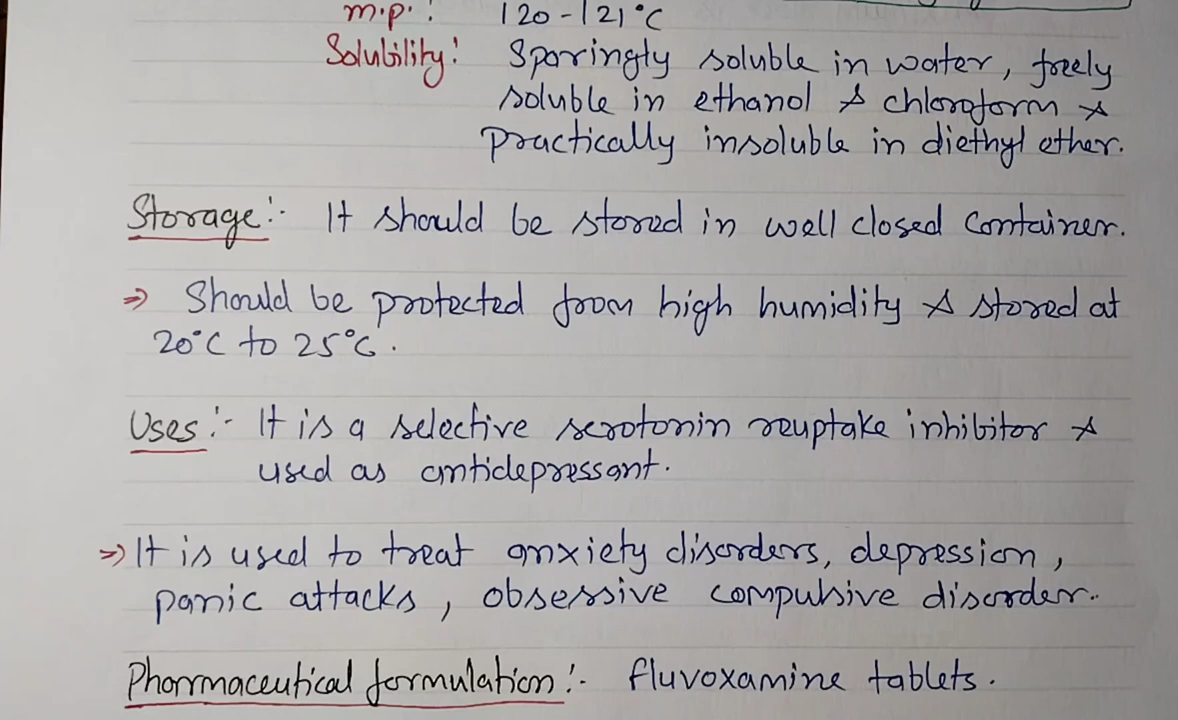 m.p. : 120-121°C
Solubility: Sparingly soluble in water, freely
soluble in ethanol & chloroform &
practically insoluble in diethyl ether.
Storage:- It should be stored in well closed container.
⇒ Should be protected from high humidity & stored at
20°C to 25°C.
Uses:- It is a selective serotonin reuptake inhibitor &
used as antidepressant.
⇒ It is used to treat anxiety disorders, depression,
panic attacks, obsessive compulsive disorder.
Pharmaceutical formulation:- fluvoxamine tablets.